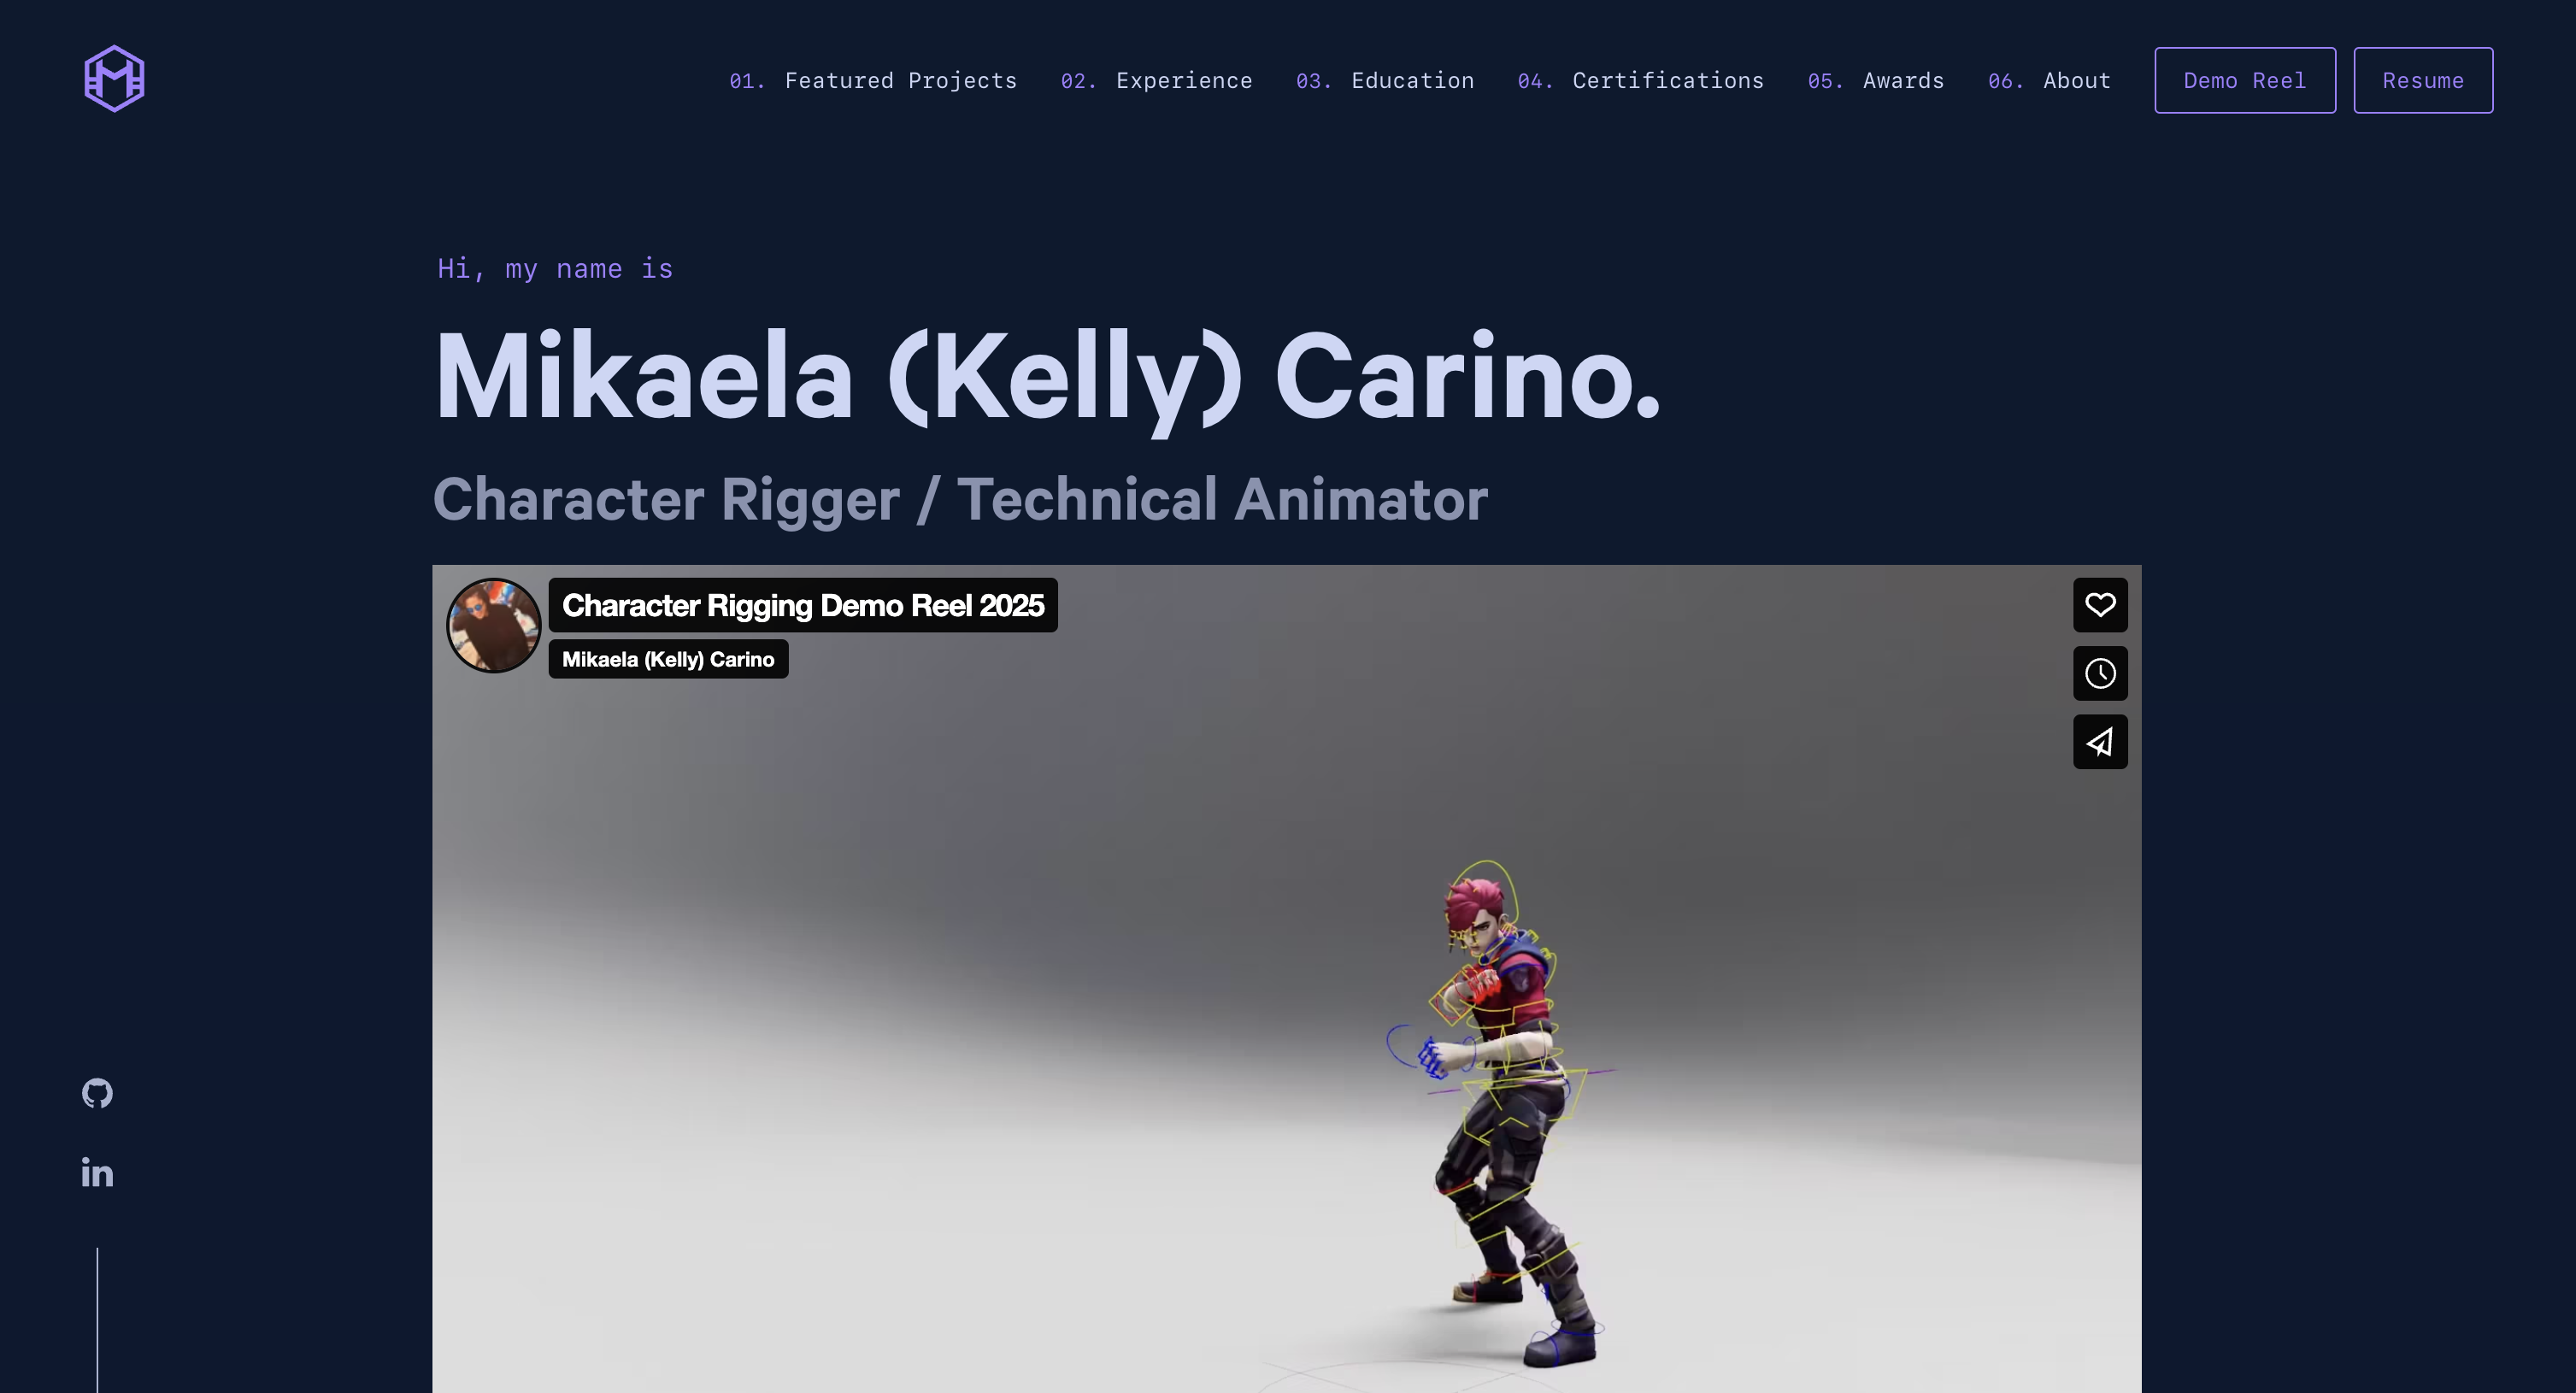 01. Featured Projects 02. Experience 03. Education 04. Certifications 05. Awards 06. About Demo Reel Resume
Hi, my name is
Mikaela (Kelly) Carino.
Character Rigger / Technical Animator
Character Rigging Demo Reel 2025
Mikaela (Kelly) Carino